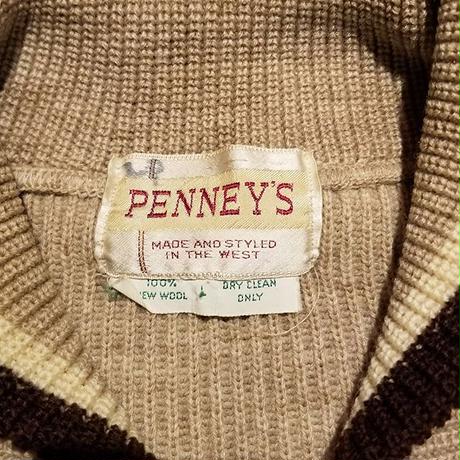 PENNEY'S
MADE AND STYLED
IN THE WEST
100% DRY CLEAN
EW WOOL ONLY